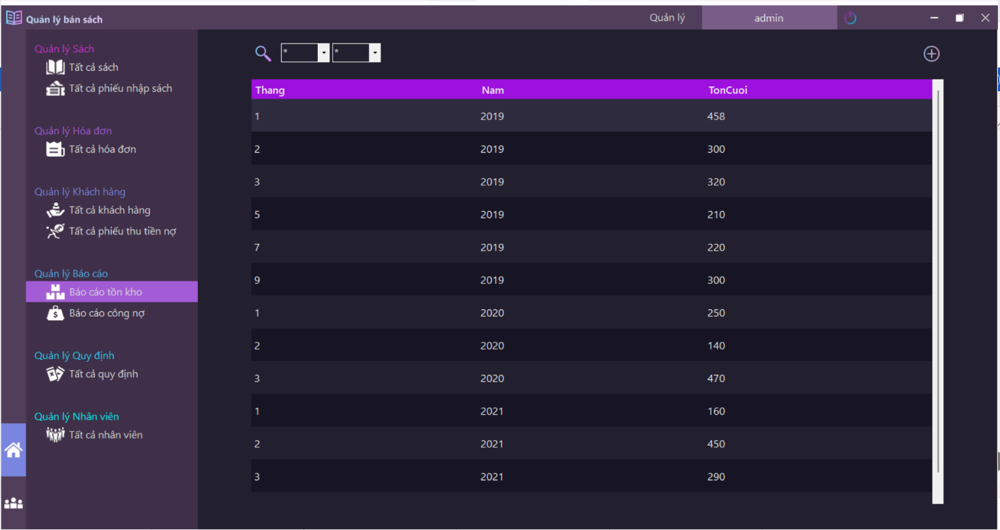 Quản lý bán sách
Quản lý
admin
Quản lý Sách
Tất cả sách
Tất cả phiếu nhập sách
Quản lý Hóa đơn
Tất cả hóa đơn
Quản lý Khách hàng
Tất cả khách hàng
Tất cả phiếu thu tiền nợ
Quản lý Báo cáo
Báo cáo tồn kho
Báo cáo công nợ
Quản lý Quy định
Tất cả quy định
Quản lý Nhân viên
Tất cả nhân viên
* *
Thang Nam TonCuoi
1 2019 458
2 2019 300
3 2019 320
5 2019 210
7 2019 220
9 2019 300
1 2020 250
2 2020 140
3 2020 470
1 2021 160
2 2021 450
3 2021 290